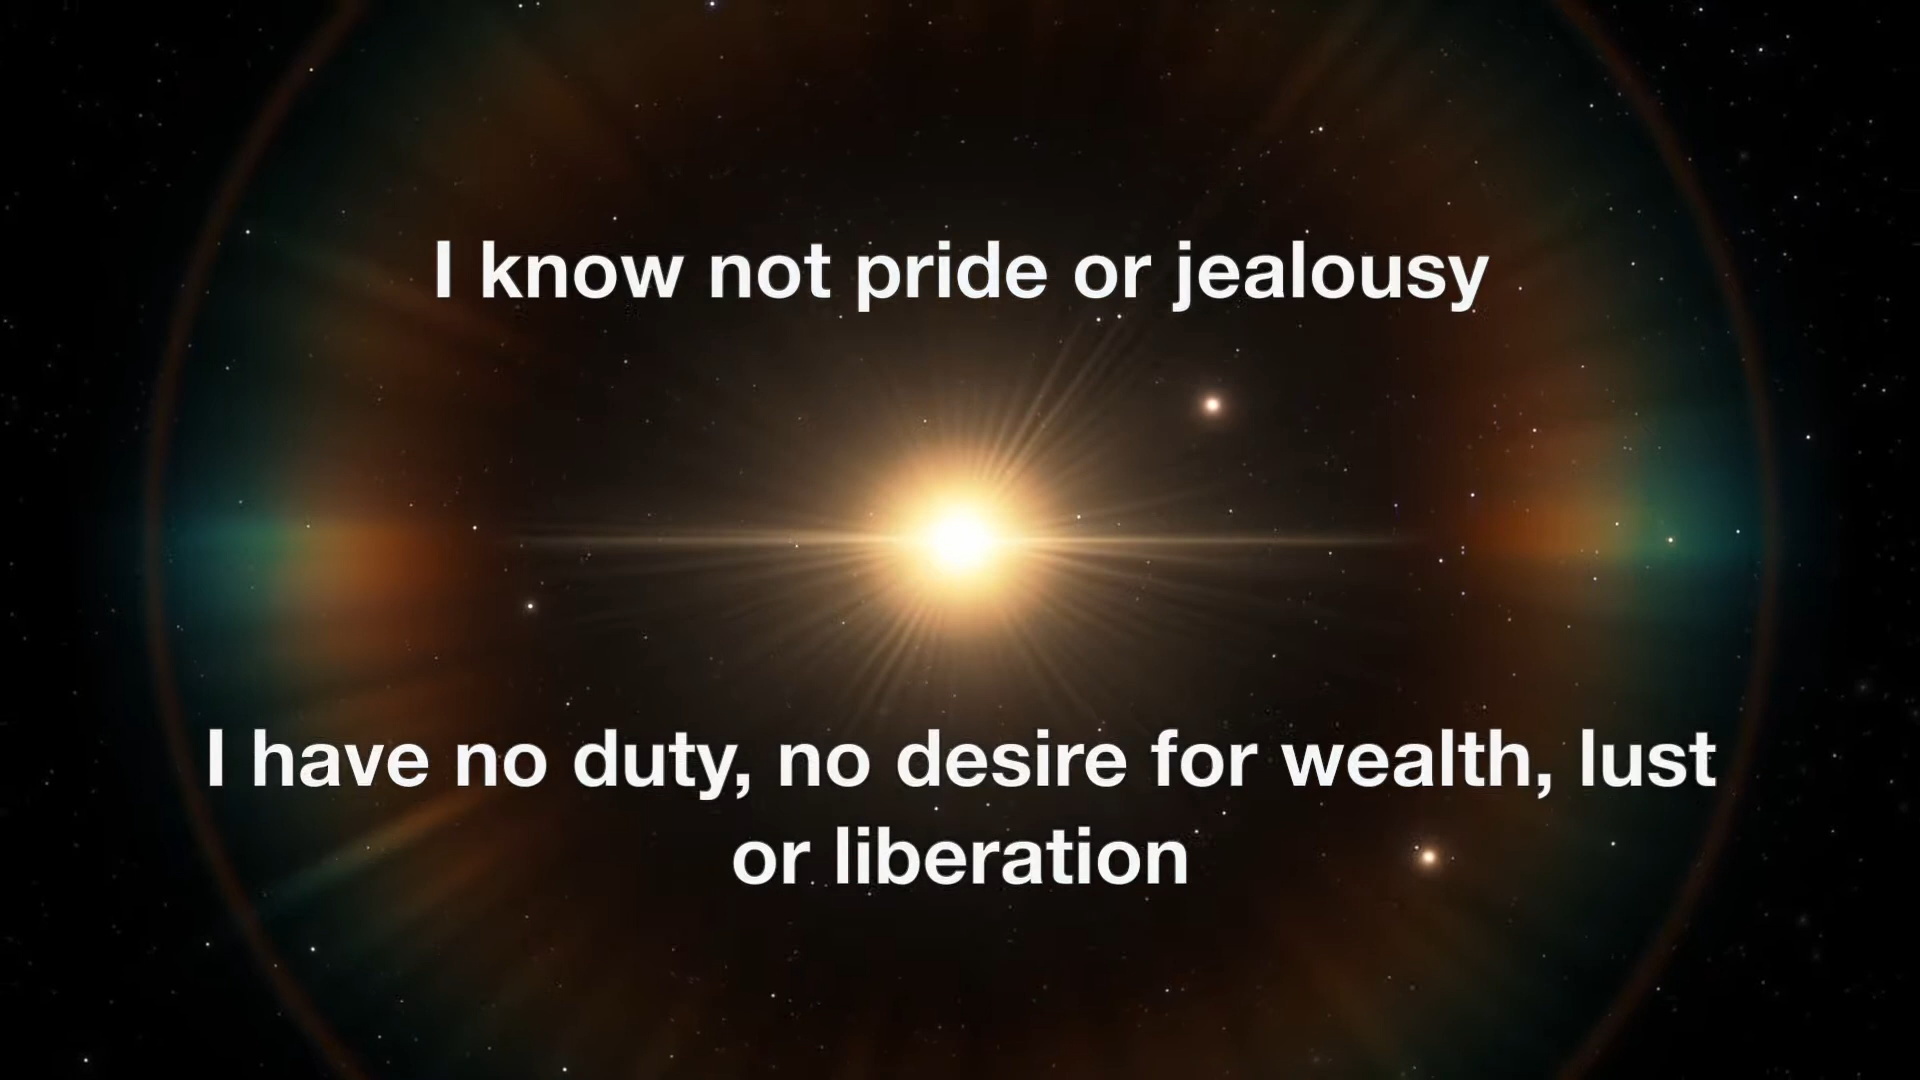 I know not pride or jealousy
I have no duty, no desire for wealth, lust
or liberation